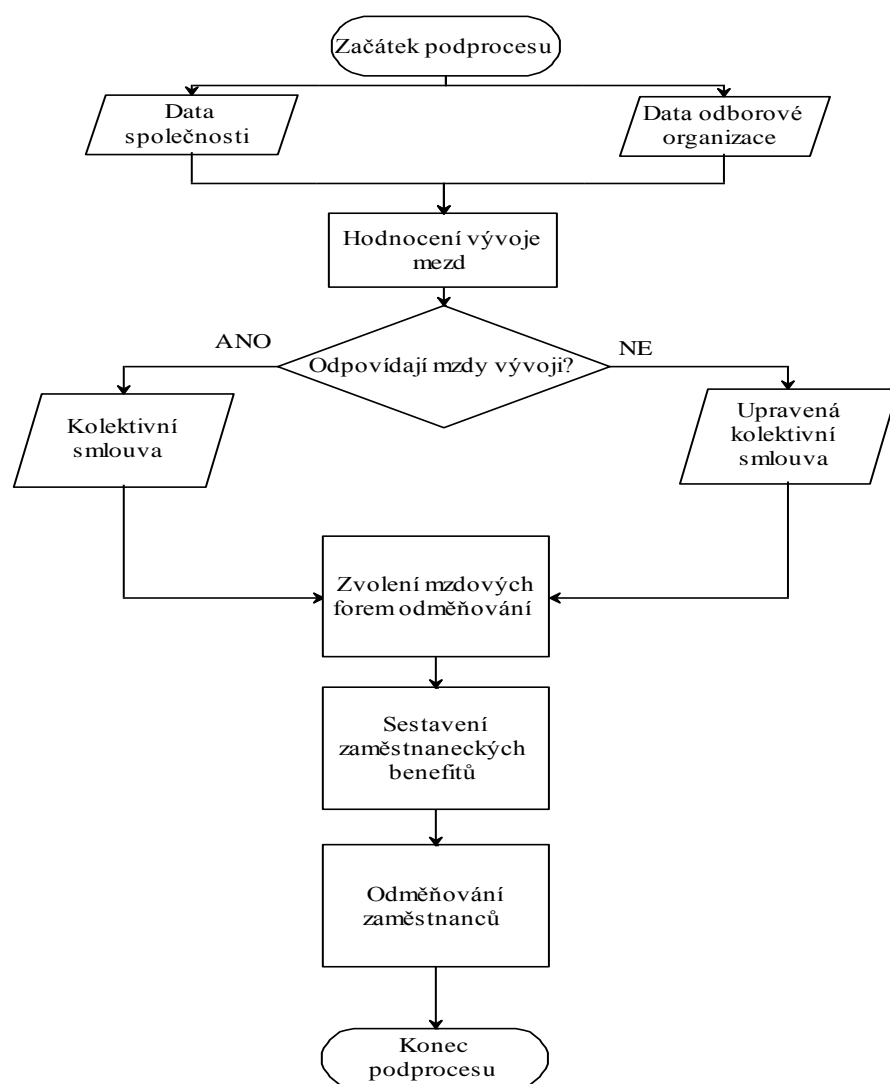 Začátek podprocesu
Data
společnosti
Data odborové
organizace
Hodnocení vývoje
mezd
ANO
Odpovídají mzdy vývoji?
NE
Kolektivní
smlouva
Upravená
kolektivní
smlouva
Zvolení mzdových
forem odměňování
Sestavení
zaměstnaneckých
benefitů
Odměňování
zaměstnanců
Konec
podprocesu